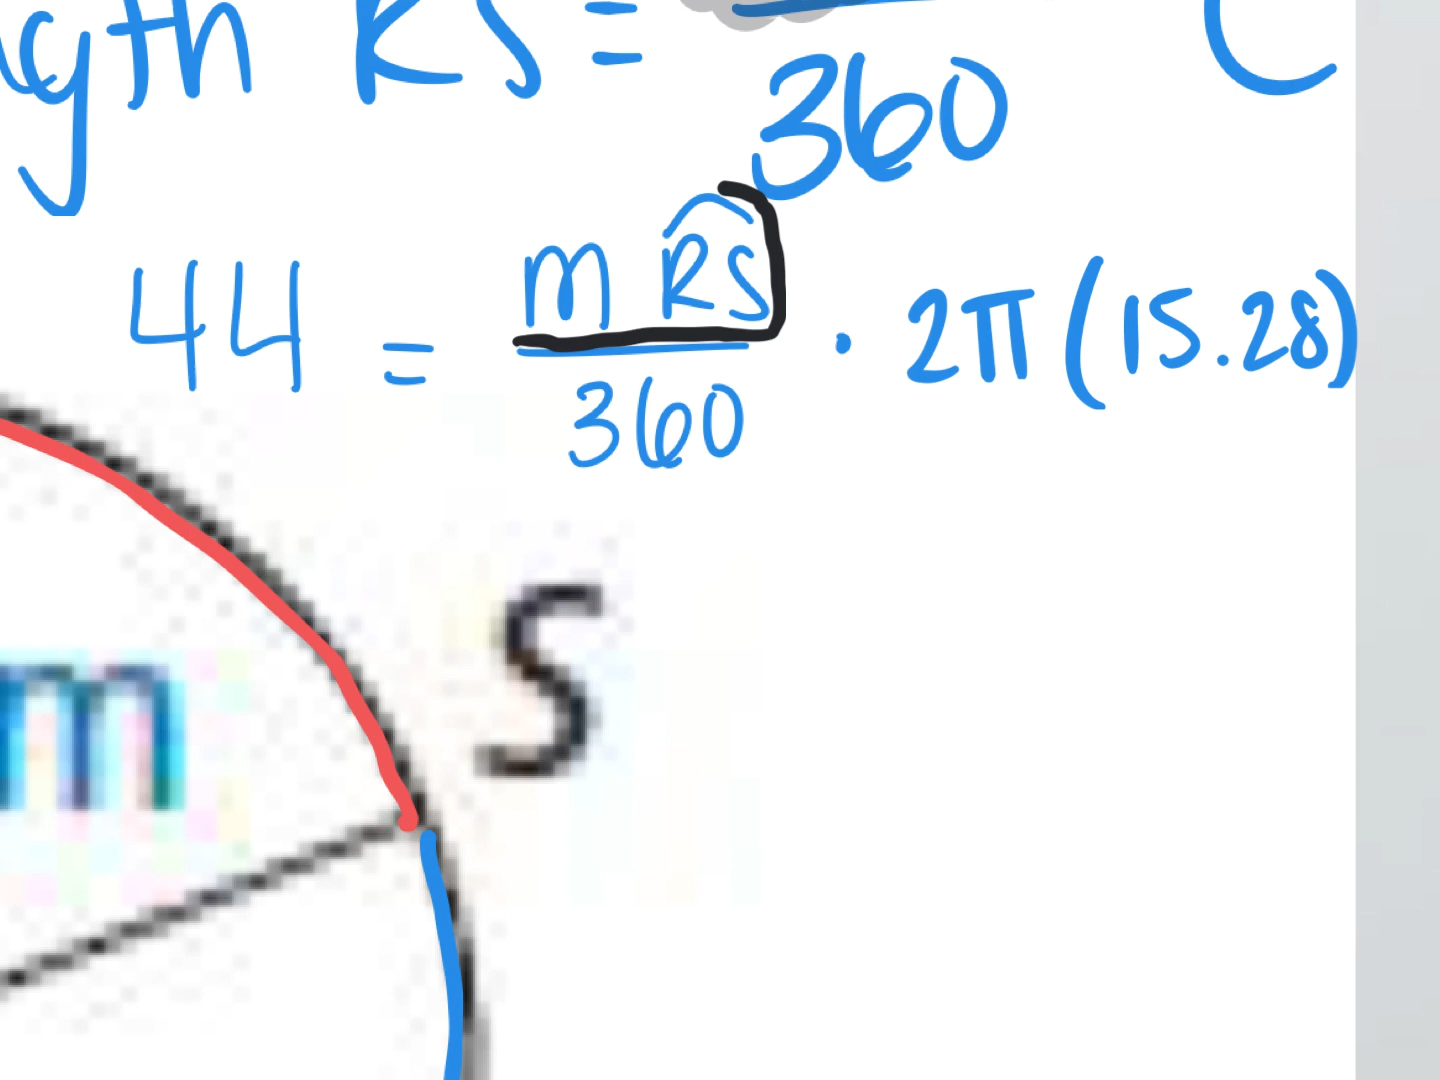 gth RS =
360
44 = m RS / 360 · 2π (15.28)
S
m